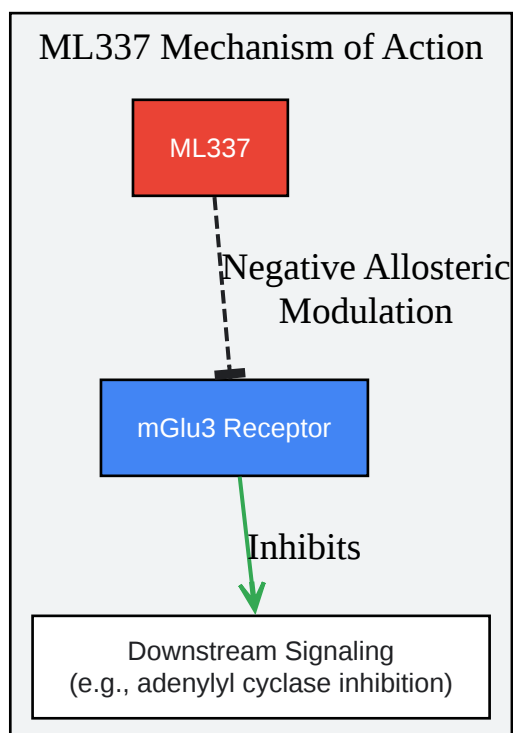 ML337 Mechanism of Action
ML337
Negative Allosteric
Modulation
mGlu3 Receptor
Inhibits
Downstream Signaling
(e.g., adenylyl cyclase inhibition)